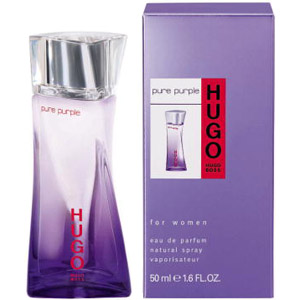 pure purple
HUGO
pure purple
HUGO
HUGO
BOSS
for women
eau de parfum
natural spray
vaporisateur
50 ml e 1.6 FL.OZ.